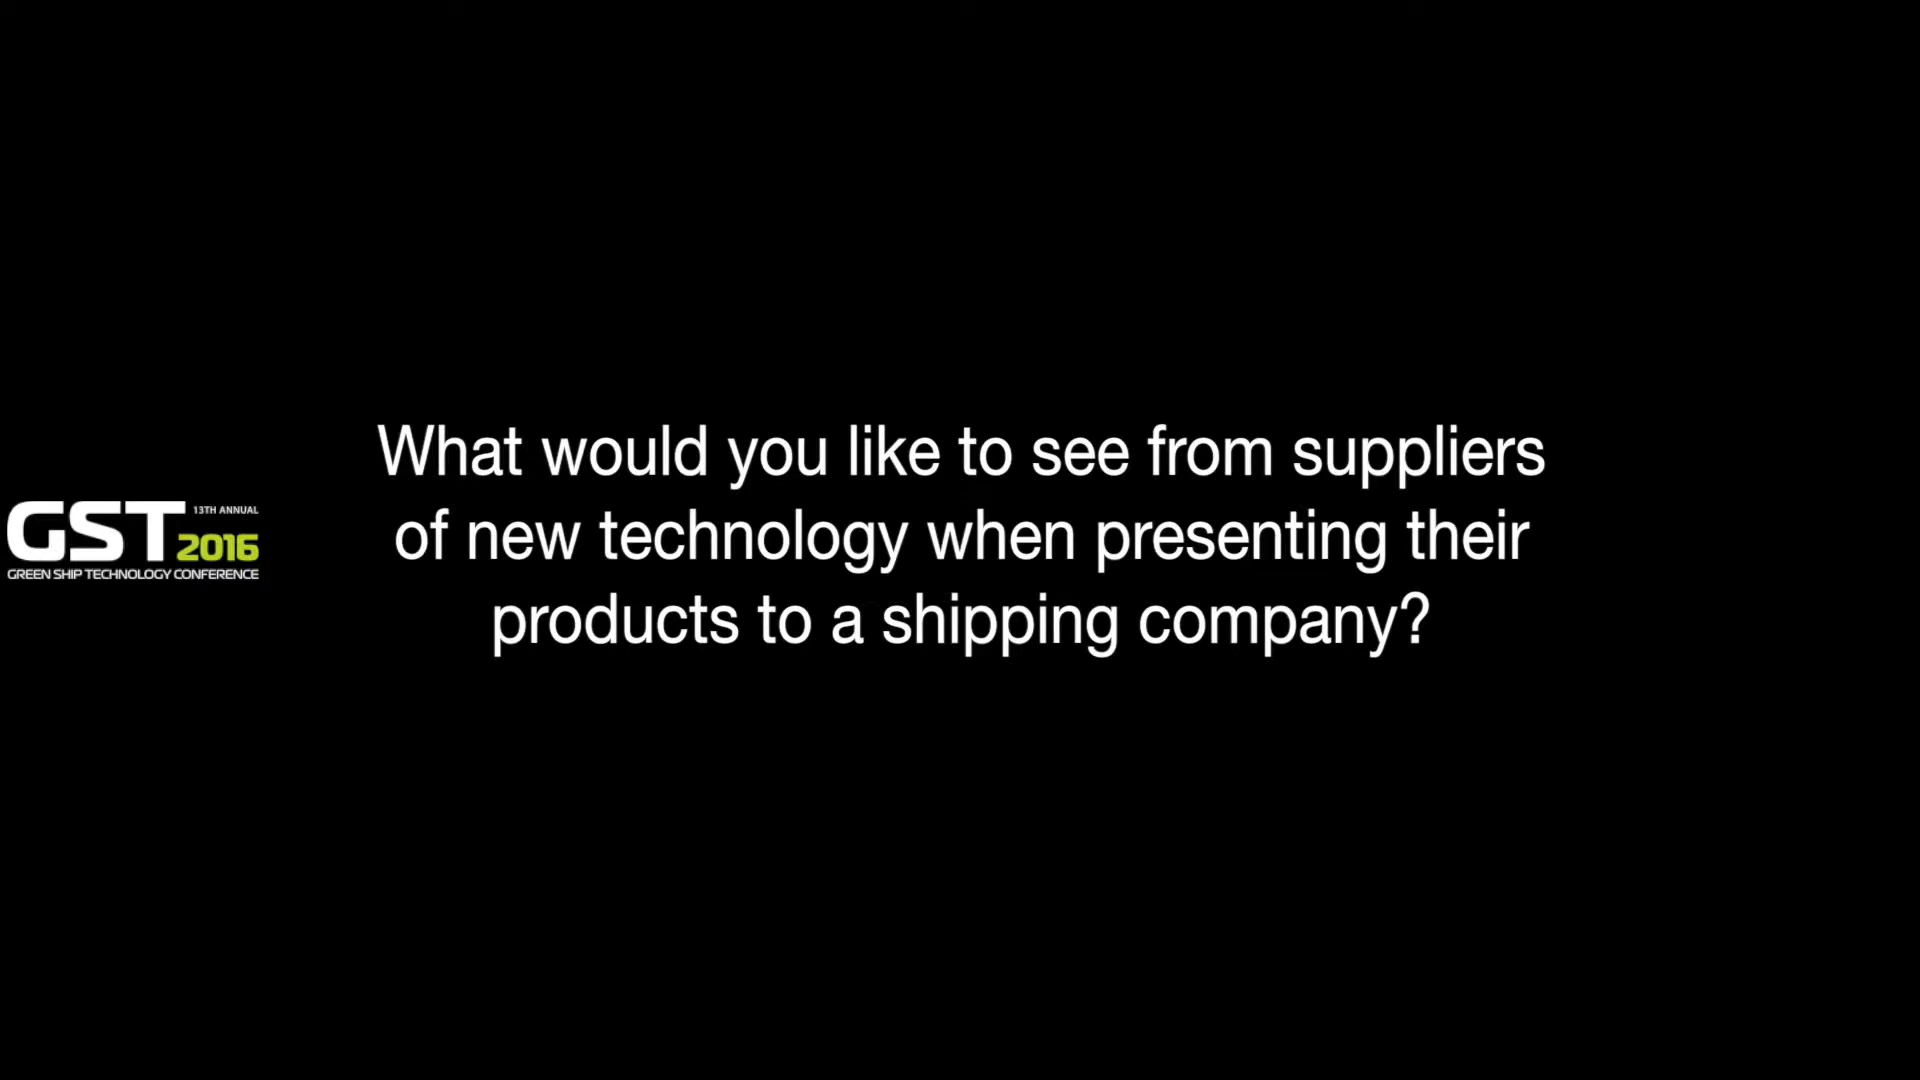 What would you like to see from suppliers
of new technology when presenting their
products to a shipping company?
GST 13TH ANNUAL
2016
GREEN SHIP TECHNOLOGY CONFERENCE